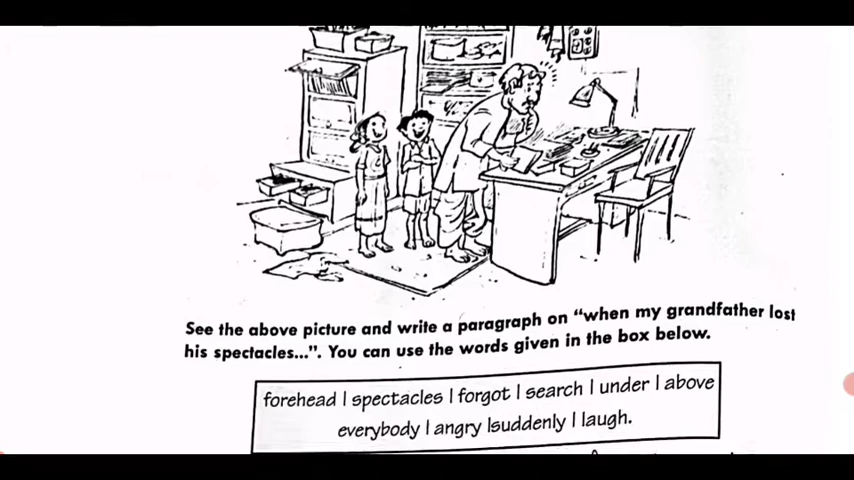 See the above picture and write a paragraph on “when my grandfather lost
his spectacles...”. You can use the words given in the box below.
forehead | spectacles | forgot | search | under | above
everybody | angry |suddenly | laugh.